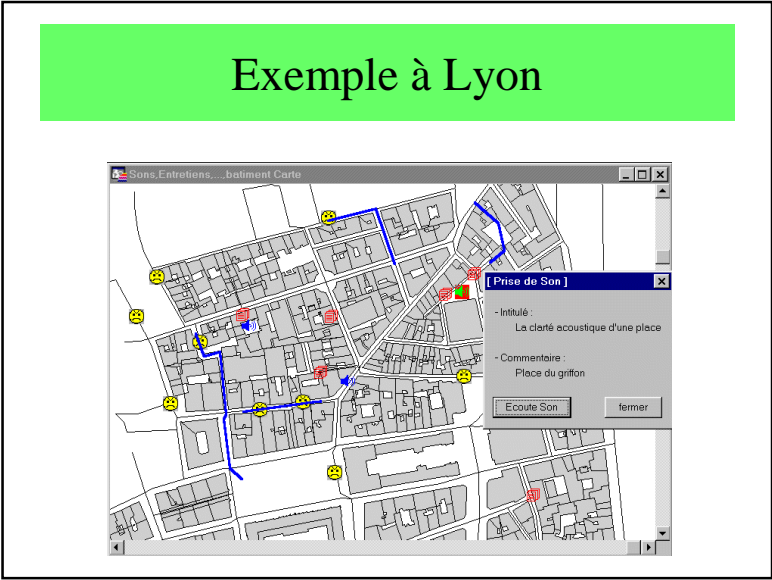 Exemple à Lyon
Sons,Entretiens,...,batiment Carte
[ Prise de Son ]
- Intitulé :
La clarté acoustique d'une place
- Commentaire :
Place du griffon
Ecoute Son
fermer